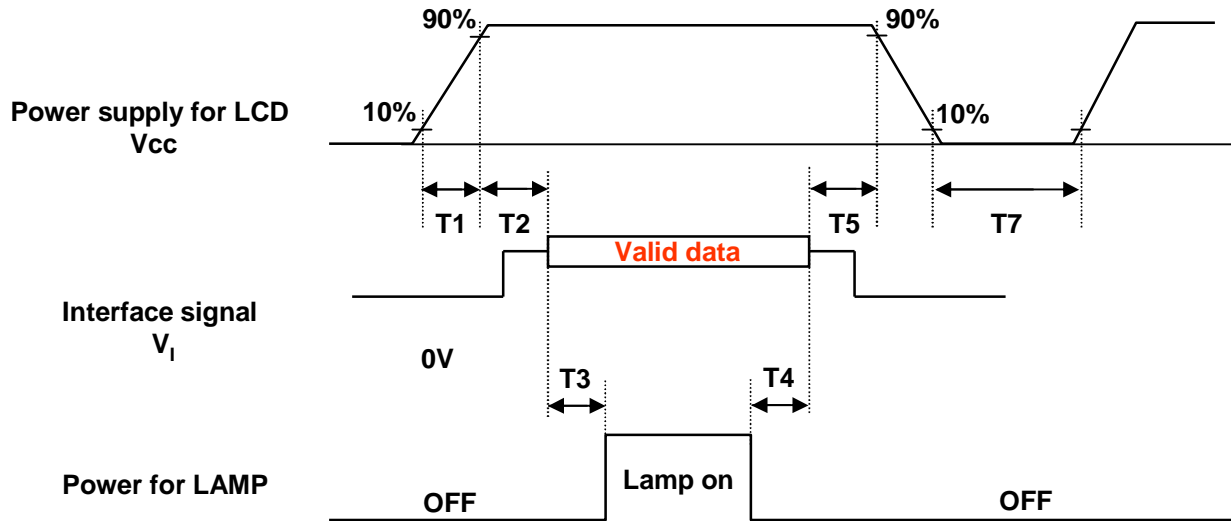 90%
90%
Power supply for LCD
Vcc
10%
10%
T1
T2
T5
T7
Valid data
Interface signal
VI
0V
T3
T4
Power for LAMP
OFF
Lamp on
OFF